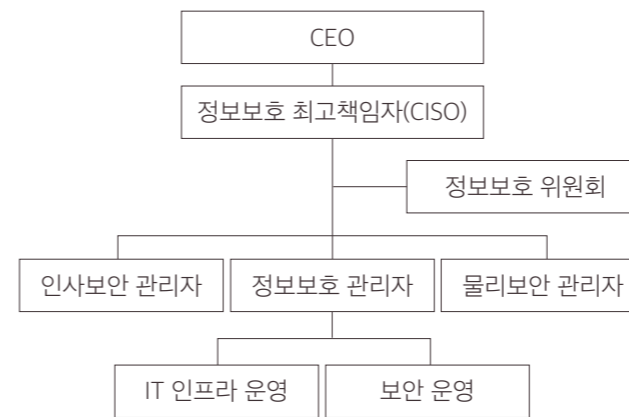 CEO
정보보호 최고책임자(CISO)
정보보호 위원회
인사보안 관리자
정보보호 관리자
물리보안 관리자
IT 인프라 운영
보안 운영